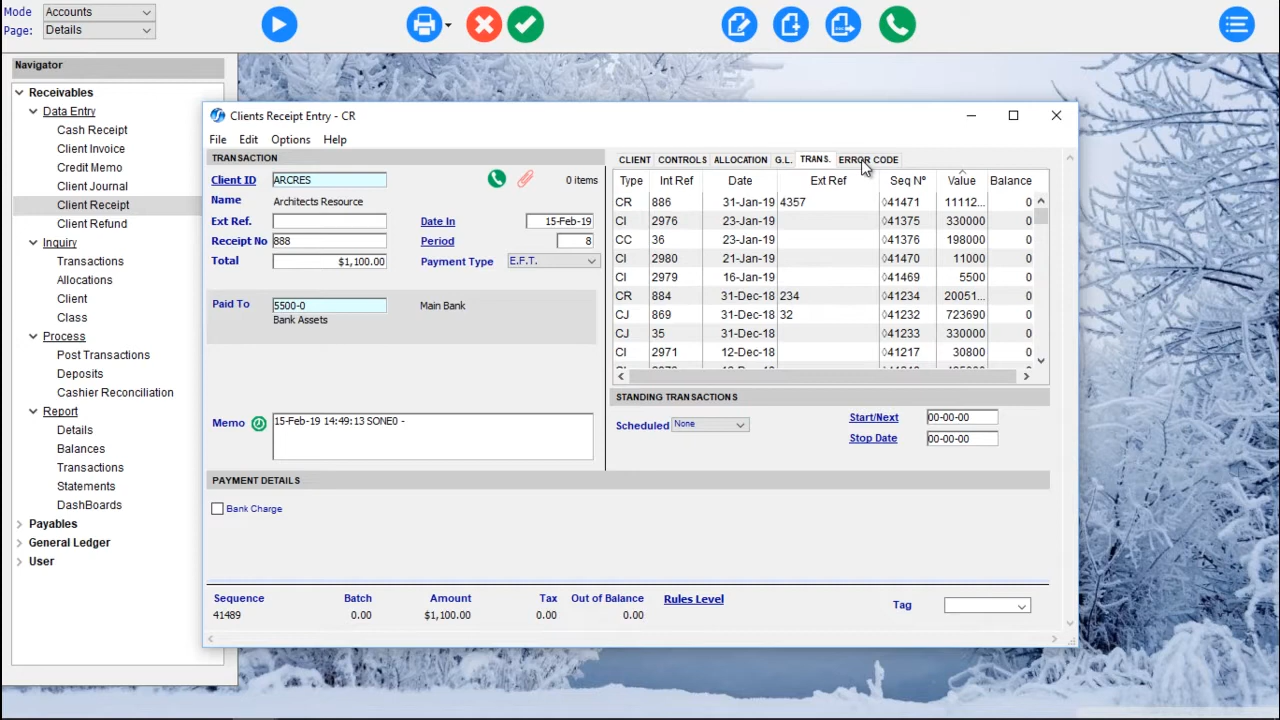 Mode Accounts
Page: Details
Navigator
Receivables
Data Entry
Cash Receipt
Client Invoice
Credit Memo
Client Journal
Client Receipt
Client Refund
Inquiry
Transactions
Allocations
Client
Class
Process
Post Transactions
Deposits
Cashier Reconciliation
Report
Details
Balances
Transactions
Statements
DashBoards
Payables
General Ledger
User
Clients Receipt Entry - CR
File Edit Options Help
TRANSACTION
Client ID ARCRES 0 items
Name Architects Resource
Ext Ref. Date In 15-Feb-19
Receipt No 888 Period 8
Total $1,100.00 Payment Type E.F.T.
Paid To 5500-0 Main Bank
Bank Assets
Memo 15-Feb-19 14:49:13 SONE0 -
CLIENT CONTROLS ALLOCATION G.L. TRANS. ERROR CODE
Type Int Ref Date Ext Ref Seq Nº Value Balance
CR 886 31-Jan-19 4357 ◊41471 11112... 0
CI 2976 23-Jan-19 ◊41375 330000 0
CC 36 23-Jan-19 ◊41376 198000 0
CI 2980 21-Jan-19 ◊41470 11000 0
CI 2979 16-Jan-19 ◊41469 5500 0
CR 884 31-Dec-18 234 ◊41234 20051... 0
CJ 869 31-Dec-18 32 ◊41232 723690 0
CJ 35 31-Dec-18 ◊41233 330000 0
CI 2971 12-Dec-18 ◊41217 30800 0
STANDING TRANSACTIONS
Scheduled None Start/Next 00-00-00
Stop Date 00-00-00
PAYMENT DETAILS
Bank Charge
Sequence Batch Amount Tax Out of Balance Rules Level Tag
41489 0.00 $1,100.00 0.00 0.00